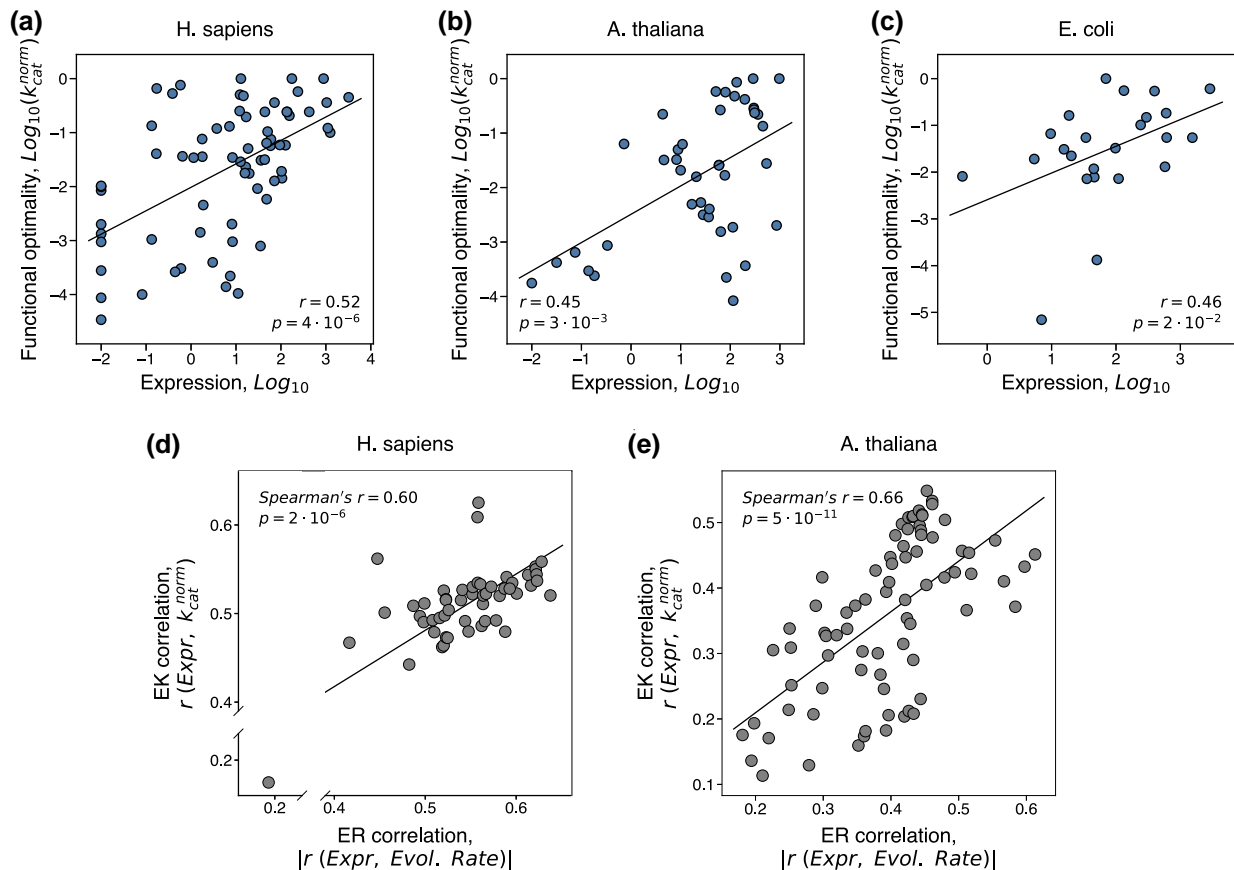 (a)
H. sapiens
Functional optimality, Log10(k_cat^norm)
0
−1
−2
−3
−4
r = 0.52
p = 4 · 10^−6
−2 −1 0 1 2 3 4
Expression, Log10
(b)
A. thaliana
Functional optimality, Log10(k_cat^norm)
0
−1
−2
−3
−4
r = 0.45
p = 3 · 10^−3
−2 −1 0 1 2 3
Expression, Log10
(c)
E. coli
Functional optimality, Log10(k_cat^norm)
0
−1
−2
−3
−4
−5
r = 0.46
p = 2 · 10^−2
0 1 2 3
Expression, Log10
(d)
H. sapiens
Spearman's r = 0.60
p = 2 · 10^−6
EK correlation,
r (Expr, k_cat^norm)
0.6
0.5
0.4
0.2
0.2 0.4 0.5 0.6
ER correlation,
|r (Expr, Evol. Rate)|
(e)
A. thaliana
Spearman's r = 0.66
p = 5 · 10^−11
EK correlation,
r (Expr, k_cat^norm)
0.5
0.4
0.3
0.2
0.1
0.2 0.3 0.4 0.5 0.6
ER correlation,
|r (Expr, Evol. Rate)|